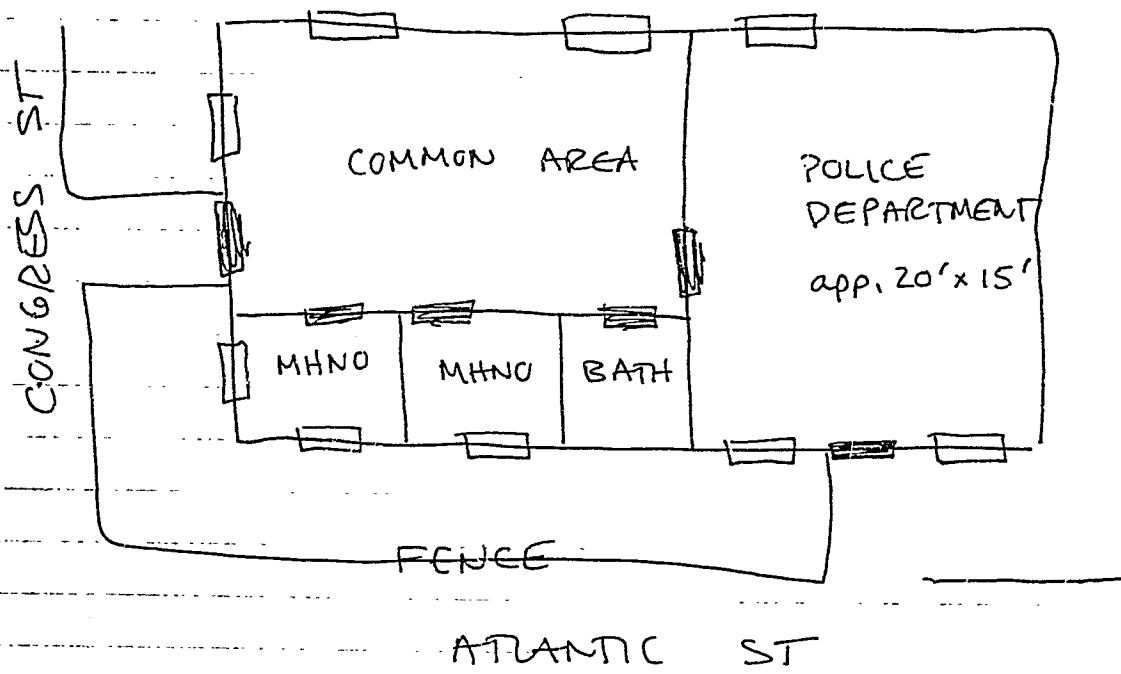 CONGRESS ST
COMMON AREA
POLICE
DEPARTMENT
app. 20' x 15'
MHNO
MHNO
BATH
FENCE
ATLANTIC ST